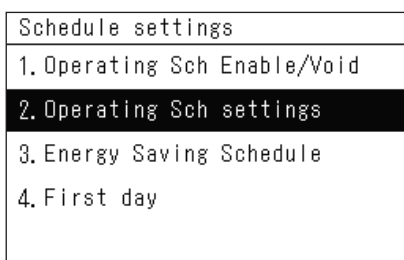 Schedule settings
1. Operating Sch Enable/Void
2. Operating Sch settings
3. Energy Saving Schedule
4. First day